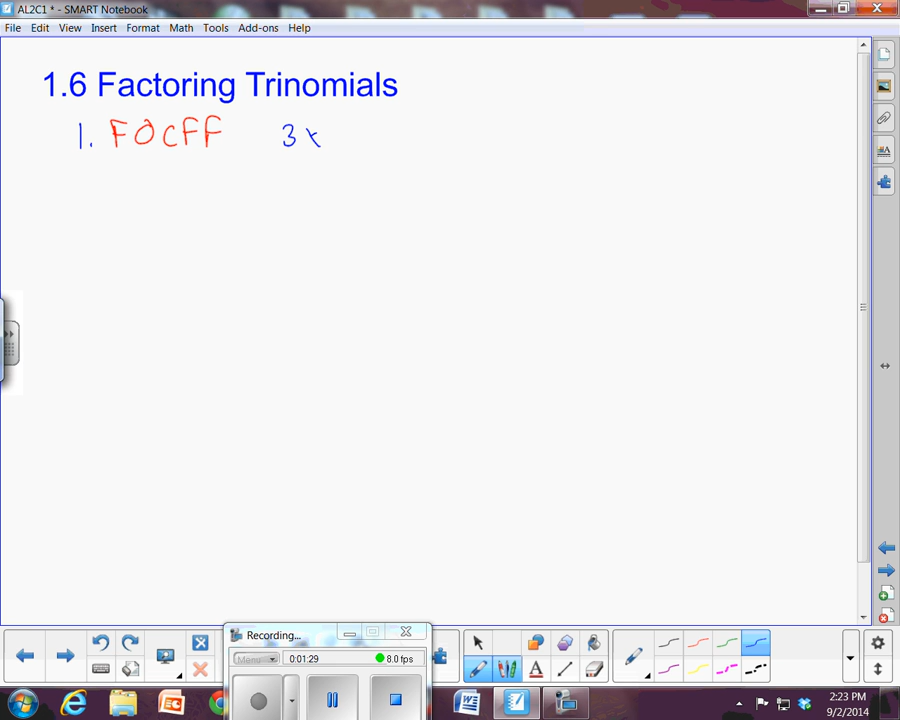 AL2C1 * - SMART Notebook
File Edit View Insert Format Math Tools Add-ons Help
1.6 Factoring Trinomials
1. FOCFF 3x
Recording...
Menu 0:01:29 8.0 fps
2:23 PM
9/2/2014